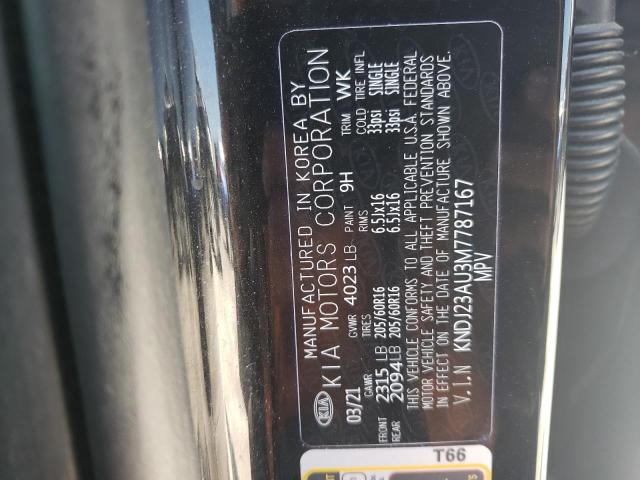 MANUFACTURED IN KOREA BY
KIA KIA MOTORS CORPORATION
03/21 GVWR 4023 LB PAINT 9H TRIM WK
GAWR TIRES RIMS COLD TIRE INFL
FRONT 2315 LB 205/60R16 6.5Jx16 33psi SINGLE
REAR 2094LB 205/60R16 6.5Jx16 33psi SINGLE
THIS VEHICLE CONFORMS TO ALL APPLICABLE U.S.A. FEDERAL
MOTOR VEHICLE SAFETY AND THEFT PREVENTION STANDARDS
IN EFFECT ON THE DATE OF MANUFACTURE SHOWN ABOVE.
V.I.N KNDJ23AU3M7787167
MPV
T66